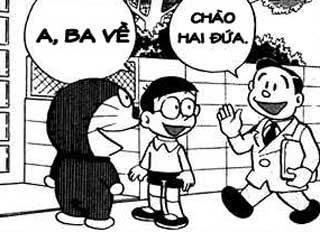 A, BA VỀ
CHÀO
HAI ĐỨA.